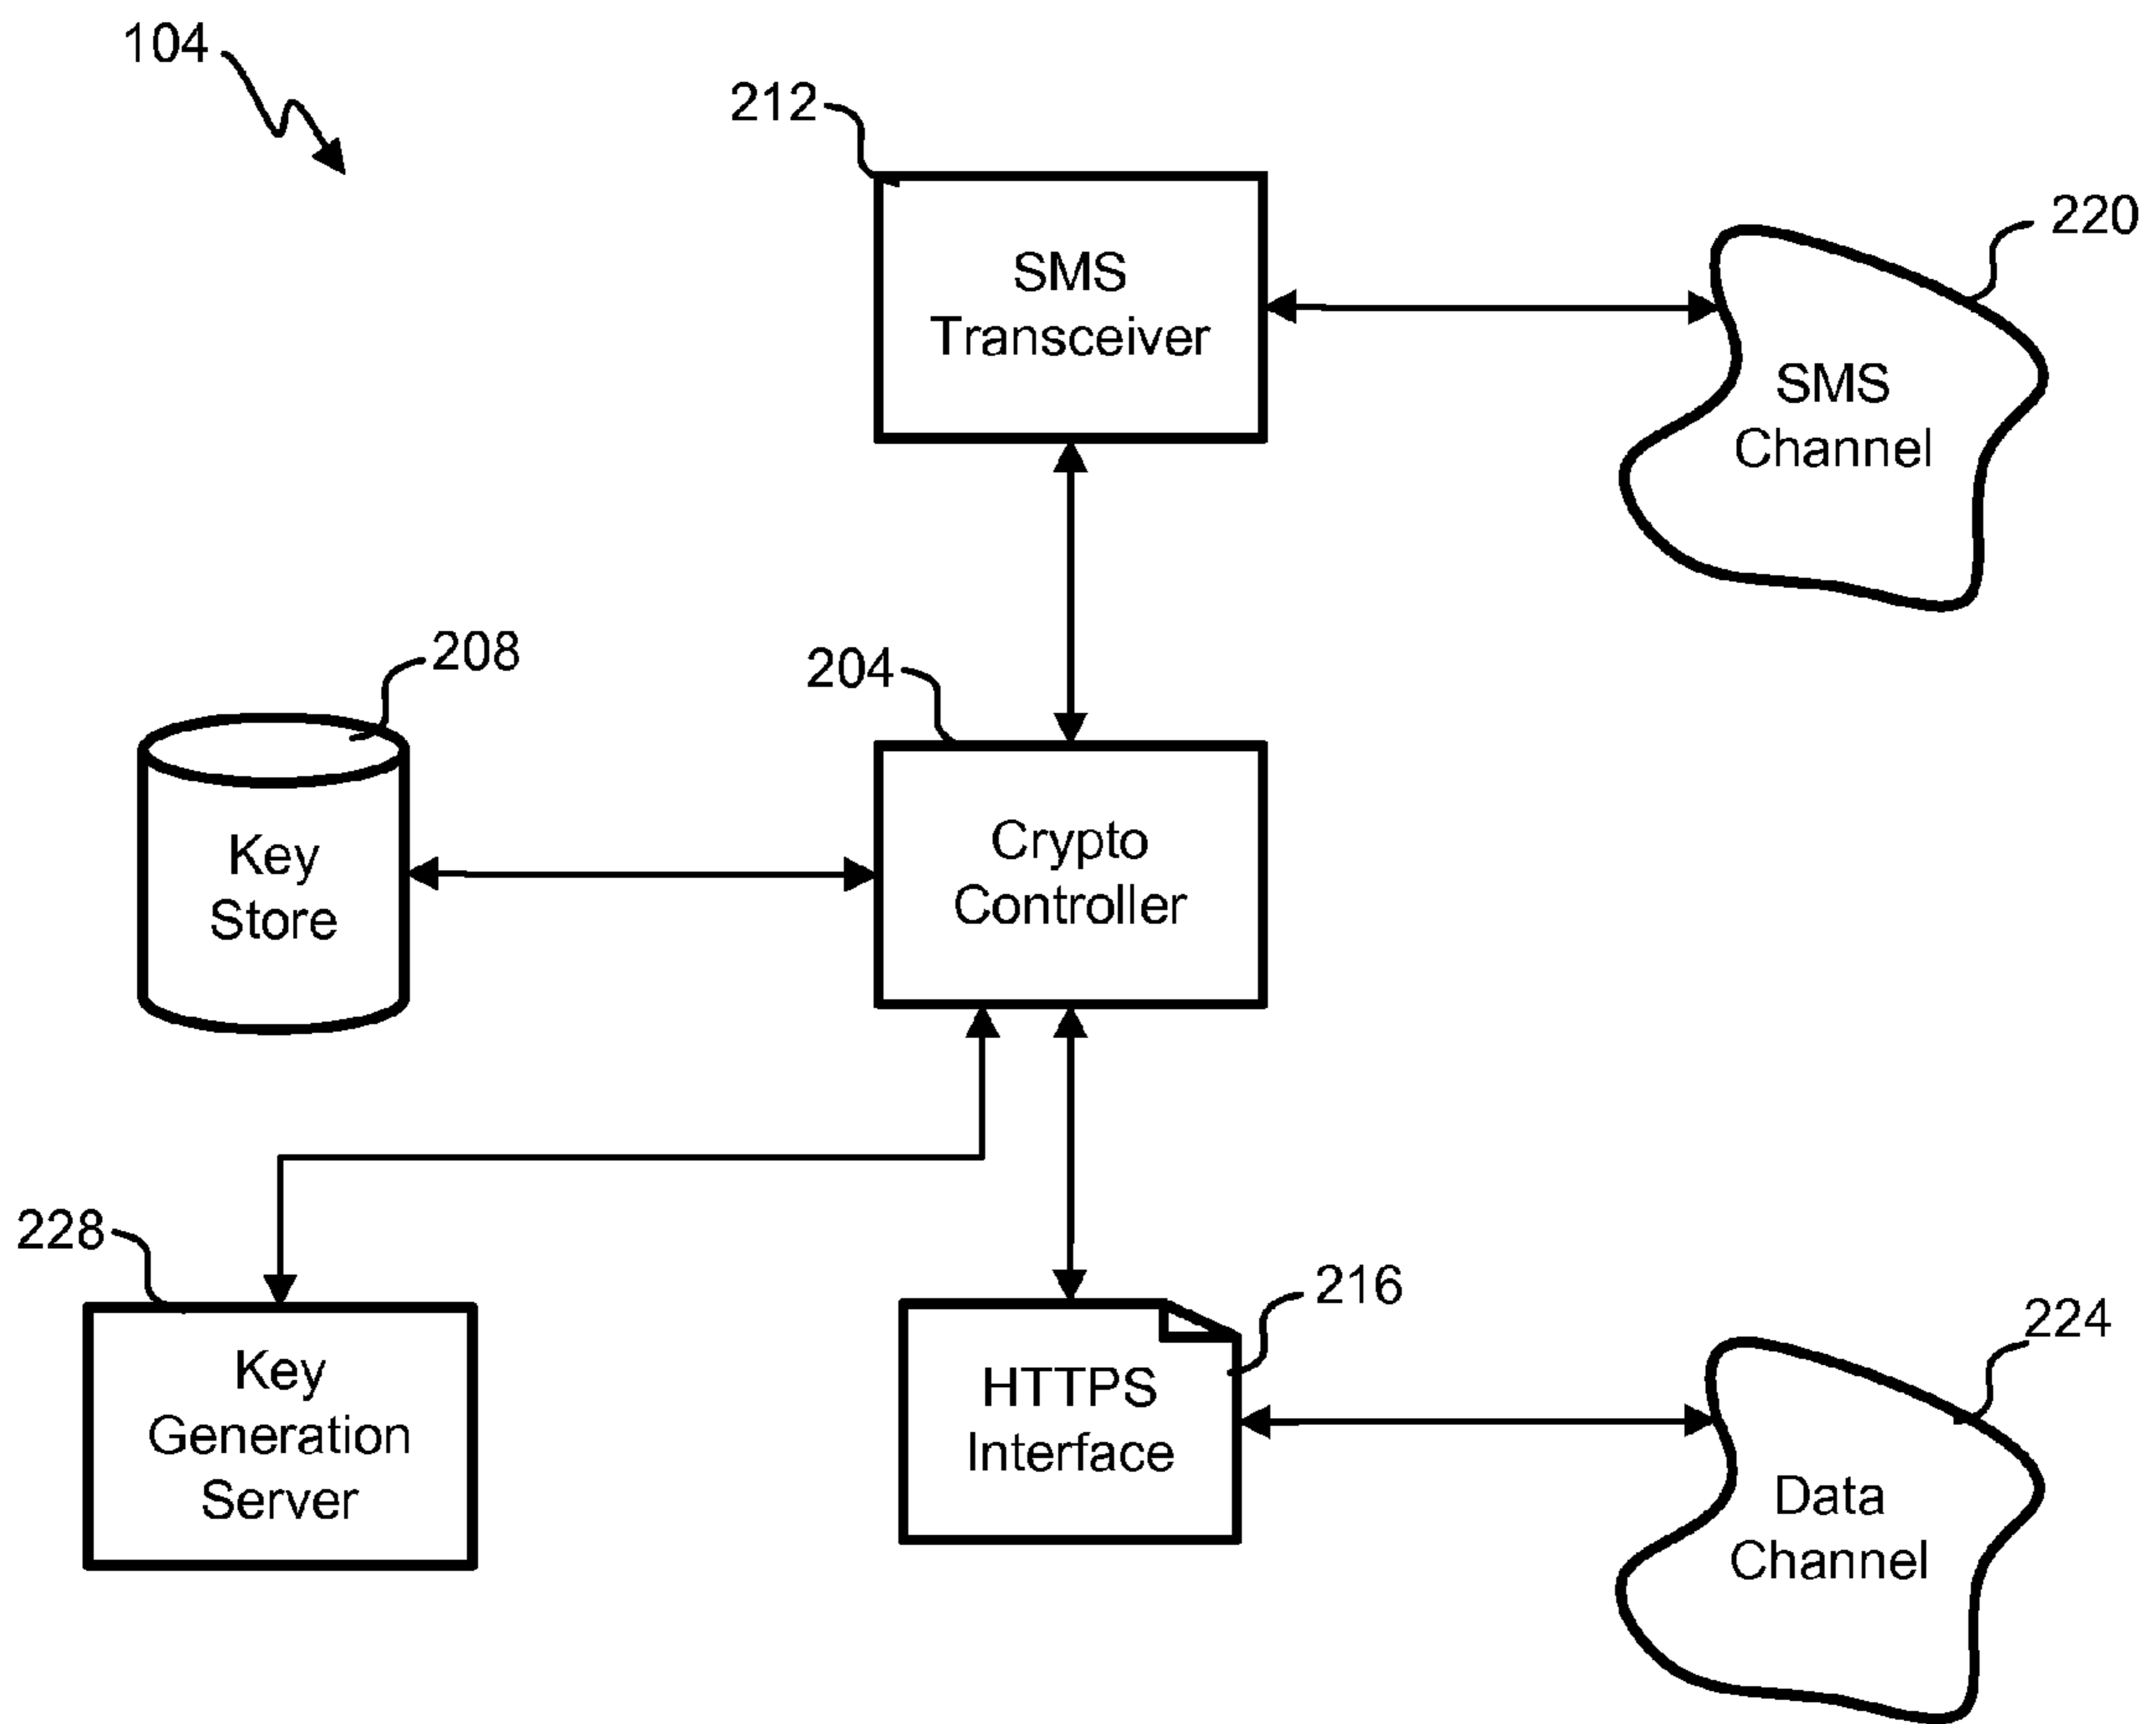 104
212
220
SMS
Transceiver
SMS
Channel
208
204
Key
Store
Crypto
Controller
228
216
224
Key
Generation
Server
HTTPS
Interface
Data
Channel